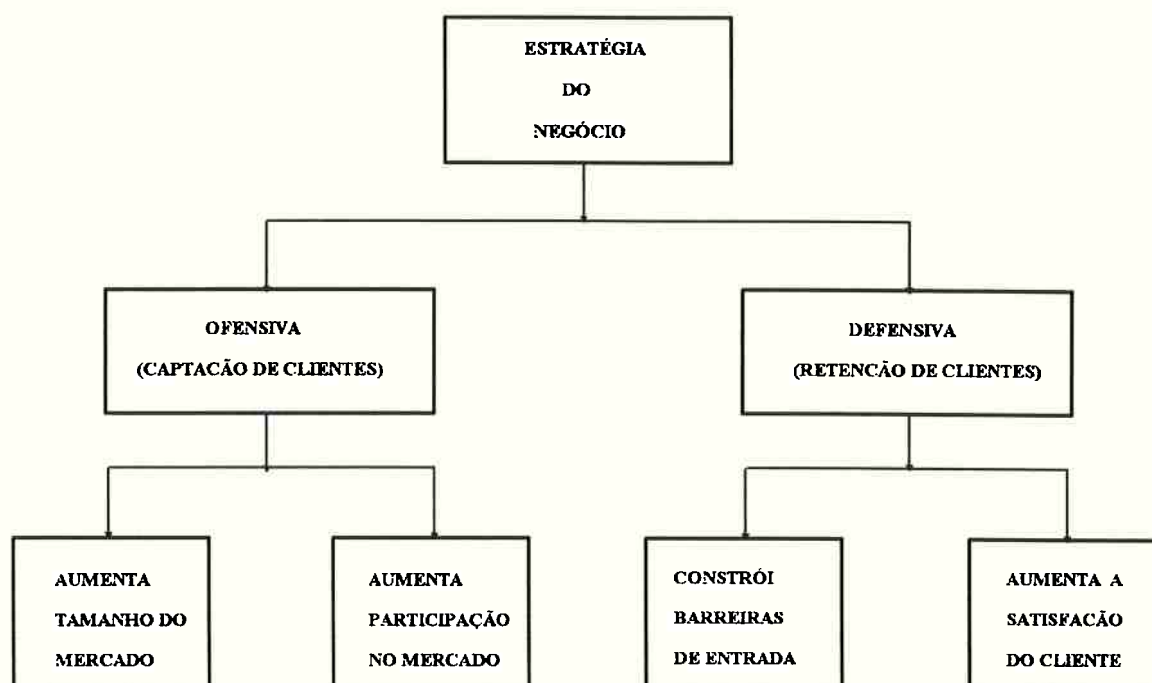 ESTRATÉGIA
DO
NEGÓCIO
OFENSIVA
(CAPTACÃO DE CLIENTES)
DEFENSIVA
(RETENCÃO DE CLIENTES)
AUMENTA
TAMANHO DO
MERCADO
AUMENTA
PARTICIPAÇÃO
NO MERCADO
CONSTRÓI
BARREIRAS
DE ENTRADA
AUMENTA A
SATISFACÃO
DO CLIENTE